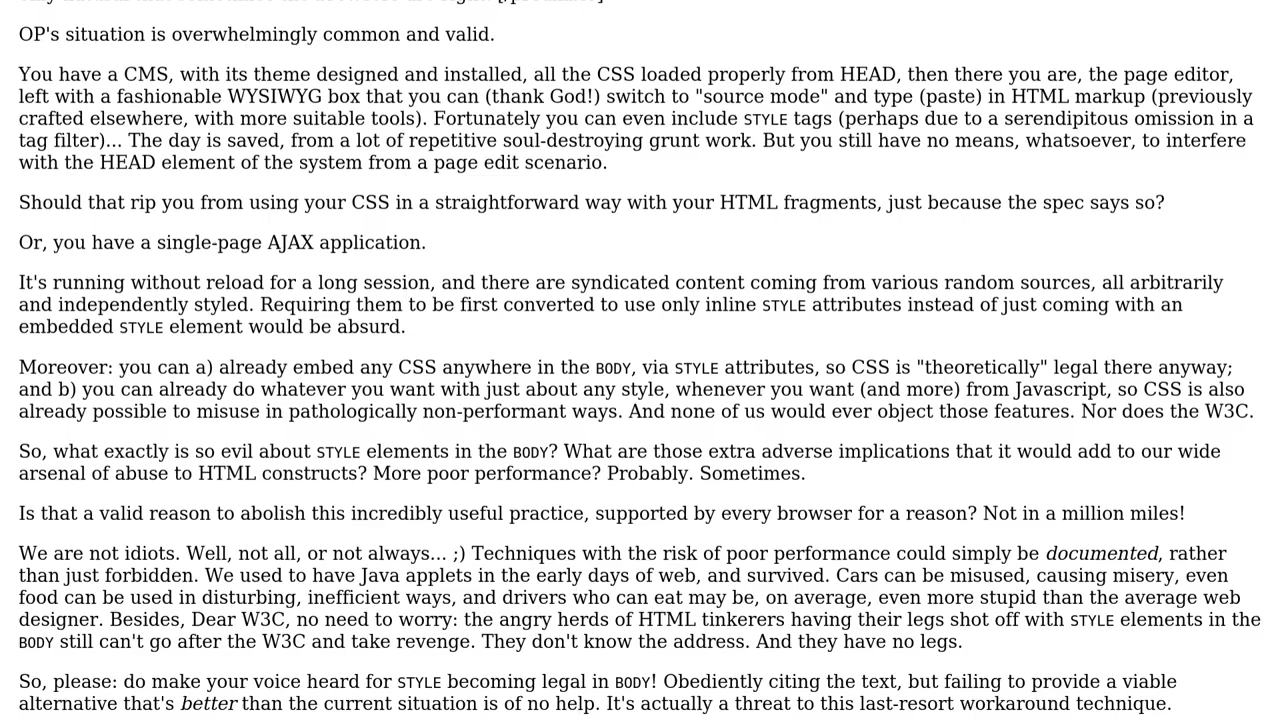 OP's situation is overwhelmingly common and valid.
You have a CMS, with its theme designed and installed, all the CSS loaded properly from HEAD, then there you are, the page editor,
left with a fashionable WYSIWYG box that you can (thank God!) switch to "source mode" and type (paste) in HTML markup (previously
crafted elsewhere, with more suitable tools). Fortunately you can even include STYLE tags (perhaps due to a serendipitous omission in a
tag filter)... The day is saved, from a lot of repetitive soul-destroying grunt work. But you still have no means, whatsoever, to interfere
with the HEAD element of the system from a page edit scenario.
Should that rip you from using your CSS in a straightforward way with your HTML fragments, just because the spec says so?
Or, you have a single-page AJAX application.
It's running without reload for a long session, and there are syndicated content coming from various random sources, all arbitrarily
and independently styled. Requiring them to be first converted to use only inline STYLE attributes instead of just coming with an
embedded STYLE element would be absurd.
Moreover: you can a) already embed any CSS anywhere in the BODY, via STYLE attributes, so CSS is "theoretically" legal there anyway;
and b) you can already do whatever you want with just about any style, whenever you want (and more) from Javascript, so CSS is also
already possible to misuse in pathologically non-performant ways. And none of us would ever object those features. Nor does the W3C.
So, what exactly is so evil about STYLE elements in the BODY? What are those extra adverse implications that it would add to our wide
arsenal of abuse to HTML constructs? More poor performance? Probably. Sometimes.
Is that a valid reason to abolish this incredibly useful practice, supported by every browser for a reason? Not in a million miles!
We are not idiots. Well, not all, or not always... ;) Techniques with the risk of poor performance could simply be documented, rather
than just forbidden. We used to have Java applets in the early days of web, and survived. Cars can be misused, causing misery, even
food can be used in disturbing, inefficient ways, and drivers who can eat may be, on average, even more stupid than the average web
designer. Besides, Dear W3C, no need to worry: the angry herds of HTML tinkerers having their legs shot off with STYLE elements in the
BODY still can't go after the W3C and take revenge. They don't know the address. And they have no legs.
So, please: do make your voice heard for STYLE becoming legal in BODY! Obediently citing the text, but failing to provide a viable
alternative that's better than the current situation is of no help. It's actually a threat to this last-resort workaround technique.